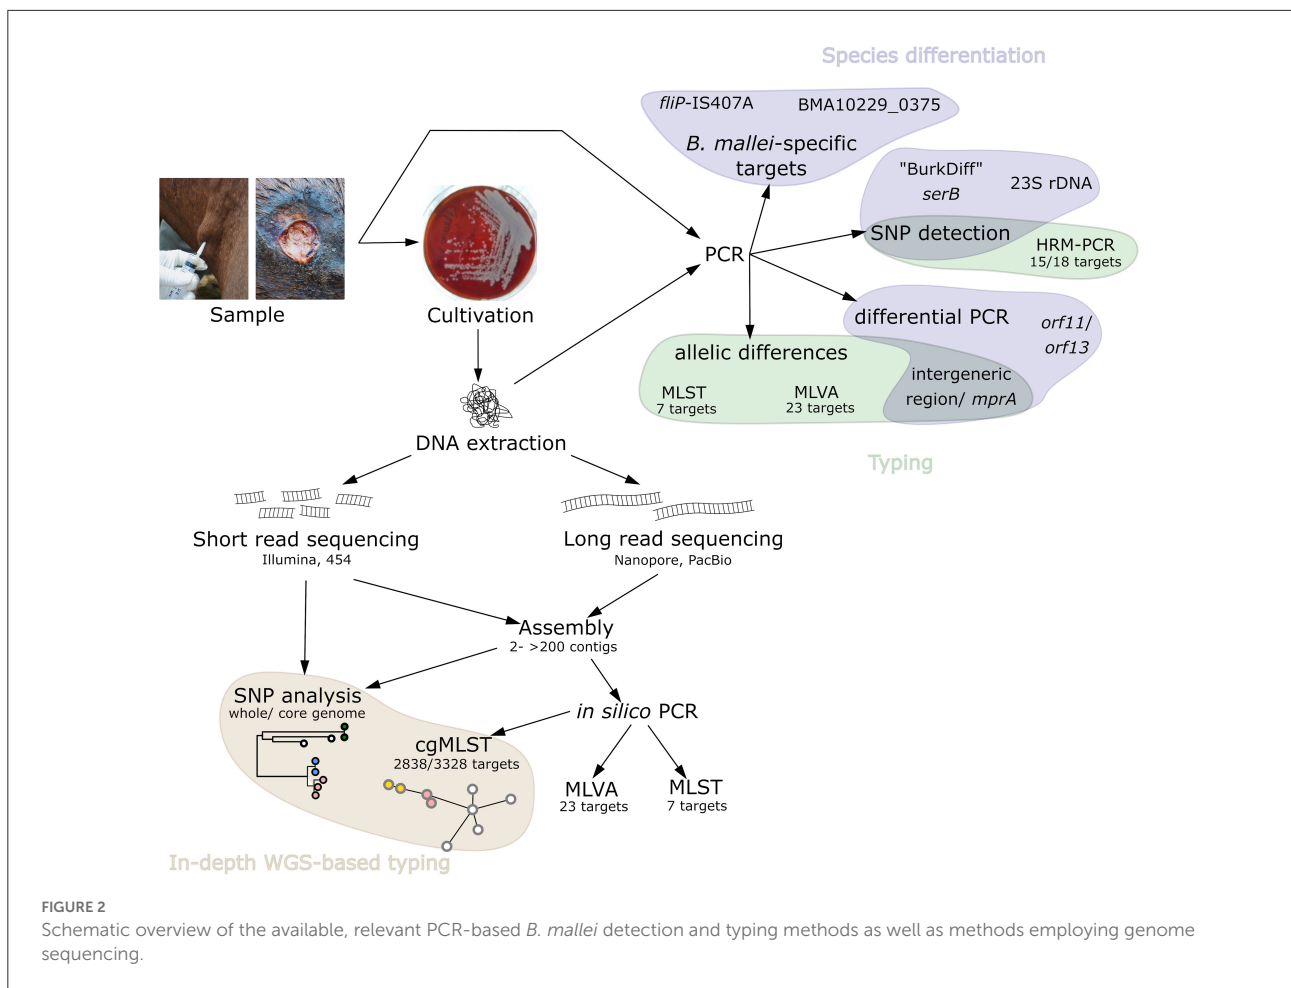 Species differentiation
fliP-IS407A
BMA10229_0375
B. mallei-specific
targets
"BurkDiff"
serB
23S rDNA
SNP detection
HRM-PCR
15/18 targets
PCR
Sample
Cultivation
differential PCR
orf11/
orf13
allelic differences
intergeneric
region/ mprA
MLST
7 targets
MLVA
23 targets
Typing
DNA extraction
Short read sequencing
Illumina, 454
Long read sequencing
Nanopore, PacBio
Assembly
2- >200 contigs
SNP analysis
whole/ core genome
in silico PCR
cgMLST
2838/3328 targets
MLVA
23 targets
MLST
7 targets
In-depth WGS-based typing
FIGURE 2
Schematic overview of the available, relevant PCR-based B. mallei detection and typing methods as well as methods employing genome
sequencing.